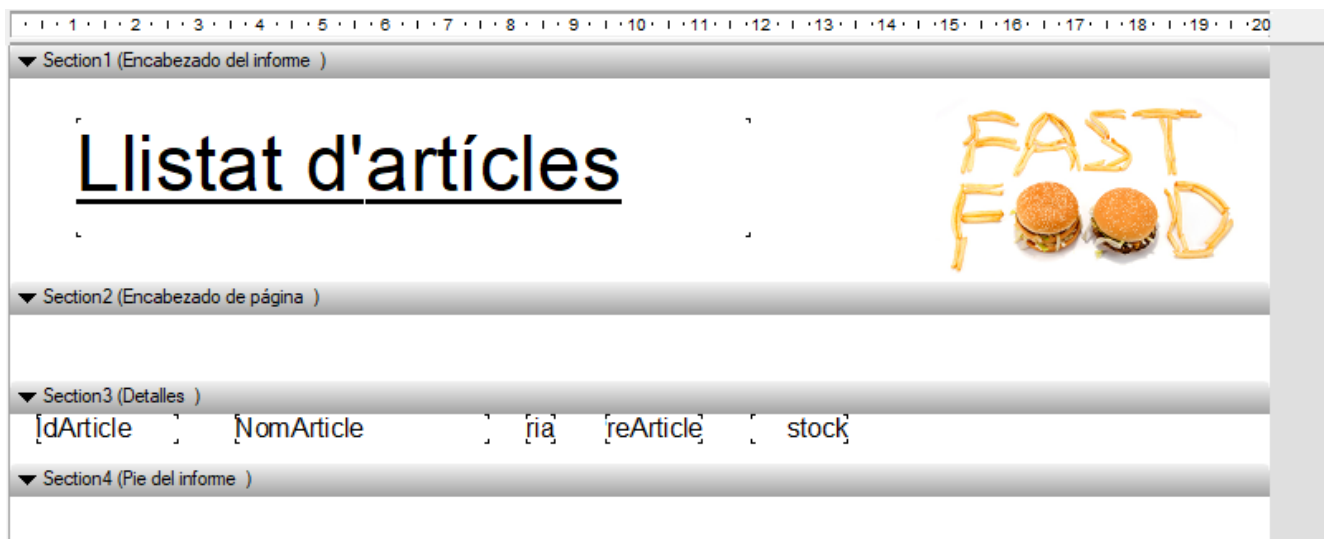 1 2 3 4 5 6 7 8 9 10 11 12 13 14 15 16 17 18 19 20
Section1 (Encabezado del informe )
Llistat d'artícles
FAST
FOOD
Section2 (Encabezado de página )
Section3 (Detalles )
IdArticle NomArticle ria reArticle stock
Section4 (Pie del informe )